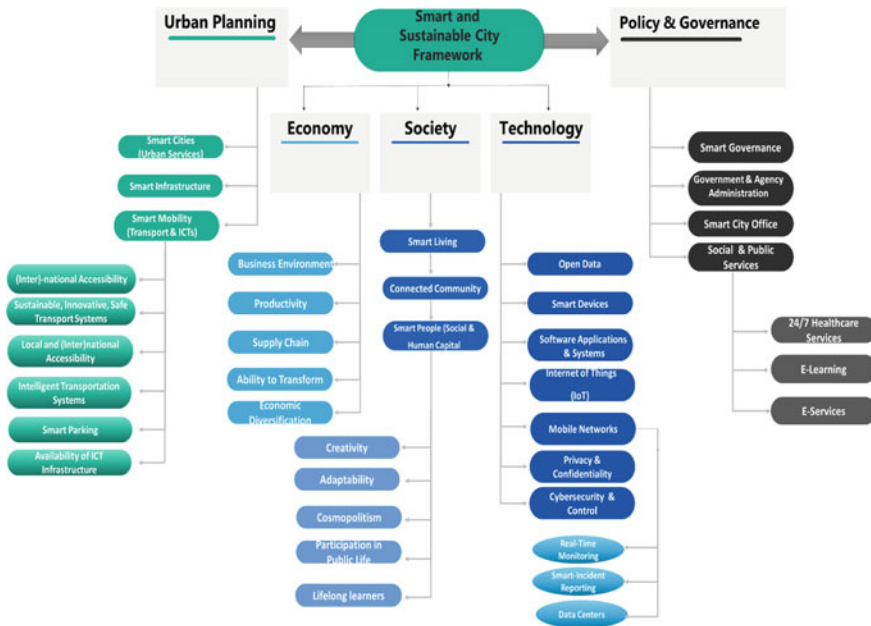 Urban Planning
Smart and
Sustainable City
Framework
Policy & Governance
Economy
Society
Technology
Smart Cities
(Urban Services)
Smart Infrastructure
Smart Mobility
(Transport & ICTs)
(Inter)-national Accessibility
Sustainable, Innovative, Safe
Transport Systems
Local and (Inter)national
Accessibility
Intelligent Transportation
Systems
Smart Parking
Availability of ICT
Infrastructure
Business Environment
Productivity
Supply Chain
Ability to Transform
Economic
Diversification
Smart Living
Connected Community
Smart People (Social &
Human Capital
Creativity
Adaptability
Cosmopolitism
Participation in
Public Life
Lifelong learners
Open Data
Smart Devices
Software Applications
& Systems
Internet of Things
(IoT)
Mobile Networks
Privacy &
Confidentiality
Cybersecurity &
Control
Real-Time
Monitoring
Smart-Incident
Reporting
Data Centers
Smart Governance
Government & Agency
Administration
Smart City Office
Social & Public
Services
24/7 Healthcare
Services
E-Learning
E-Services